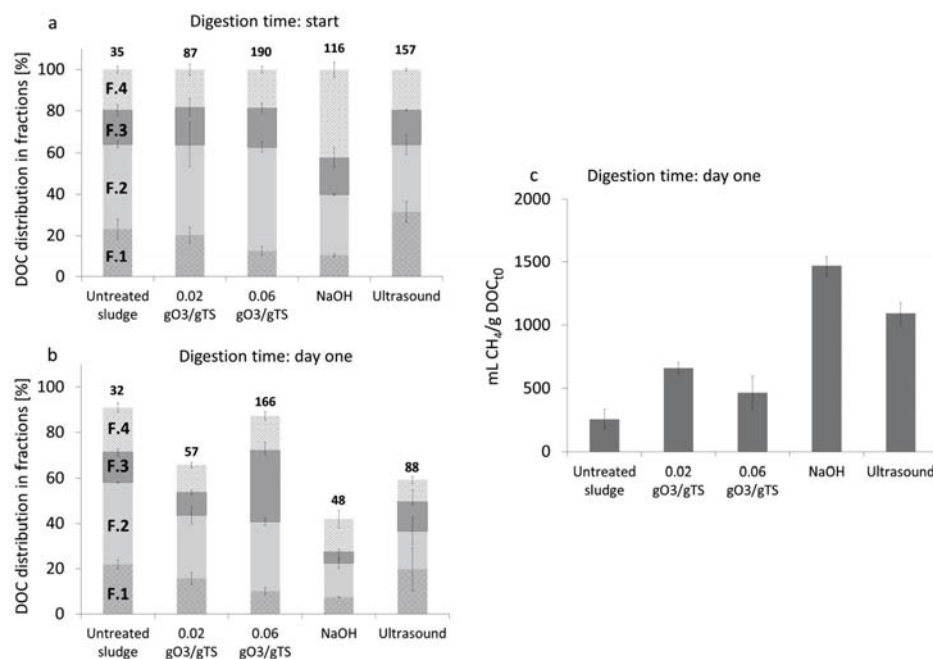 a
Digestion time: start
DOC distribution in fractions [%]
35 87 190 116 157
100
80
60
40
20
0
F.4
F.3
F.2
F.1
Untreated sludge
0.02 gO3/gTS
0.06 gO3/gTS
NaOH
Ultrasound
b
Digestion time: day one
DOC distribution in fractions [%]
32 57 166 48 88
100
80
60
40
20
0
F.4
F.3
F.2
F.1
Untreated sludge
0.02 gO3/gTS
0.06 gO3/gTS
NaOH
Ultrasound
c
Digestion time: day one
mL CH₄/g DOCt0
2000
1500
1000
500
0
Untreated sludge
0.02 gO3/gTS
0.06 gO3/gTS
NaOH
Ultrasound